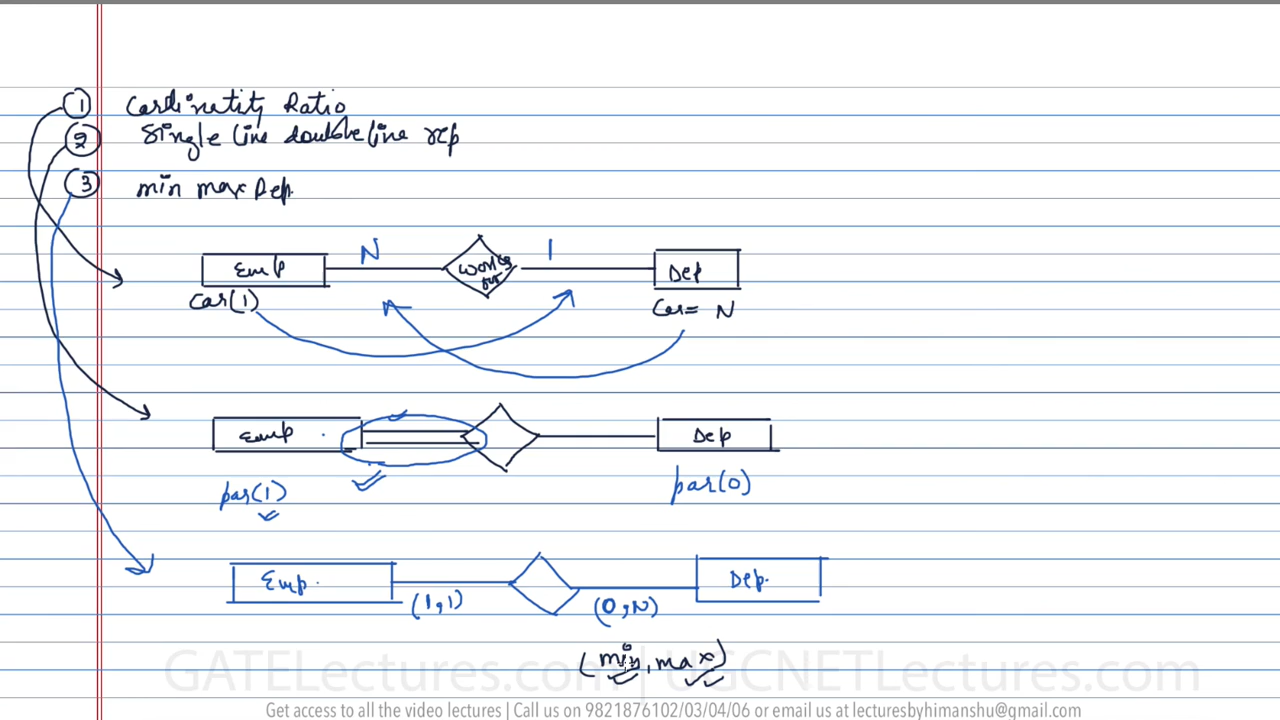 1 Cardinatity Ratio
2 Single line double line rep
3 min max Dep.
Emp N works for 1 Dep
Car(1) Car= N
Emp Dep
par(1) par(0)
Emp. (1,1) (0,N) Dep.
(min, max)
GATELectures.com | UGCNETLectures.com
Get access to all the video lectures | Call us on 9821876102/03/04/06 or email us at lecturesbyhimanshu@gmail.com